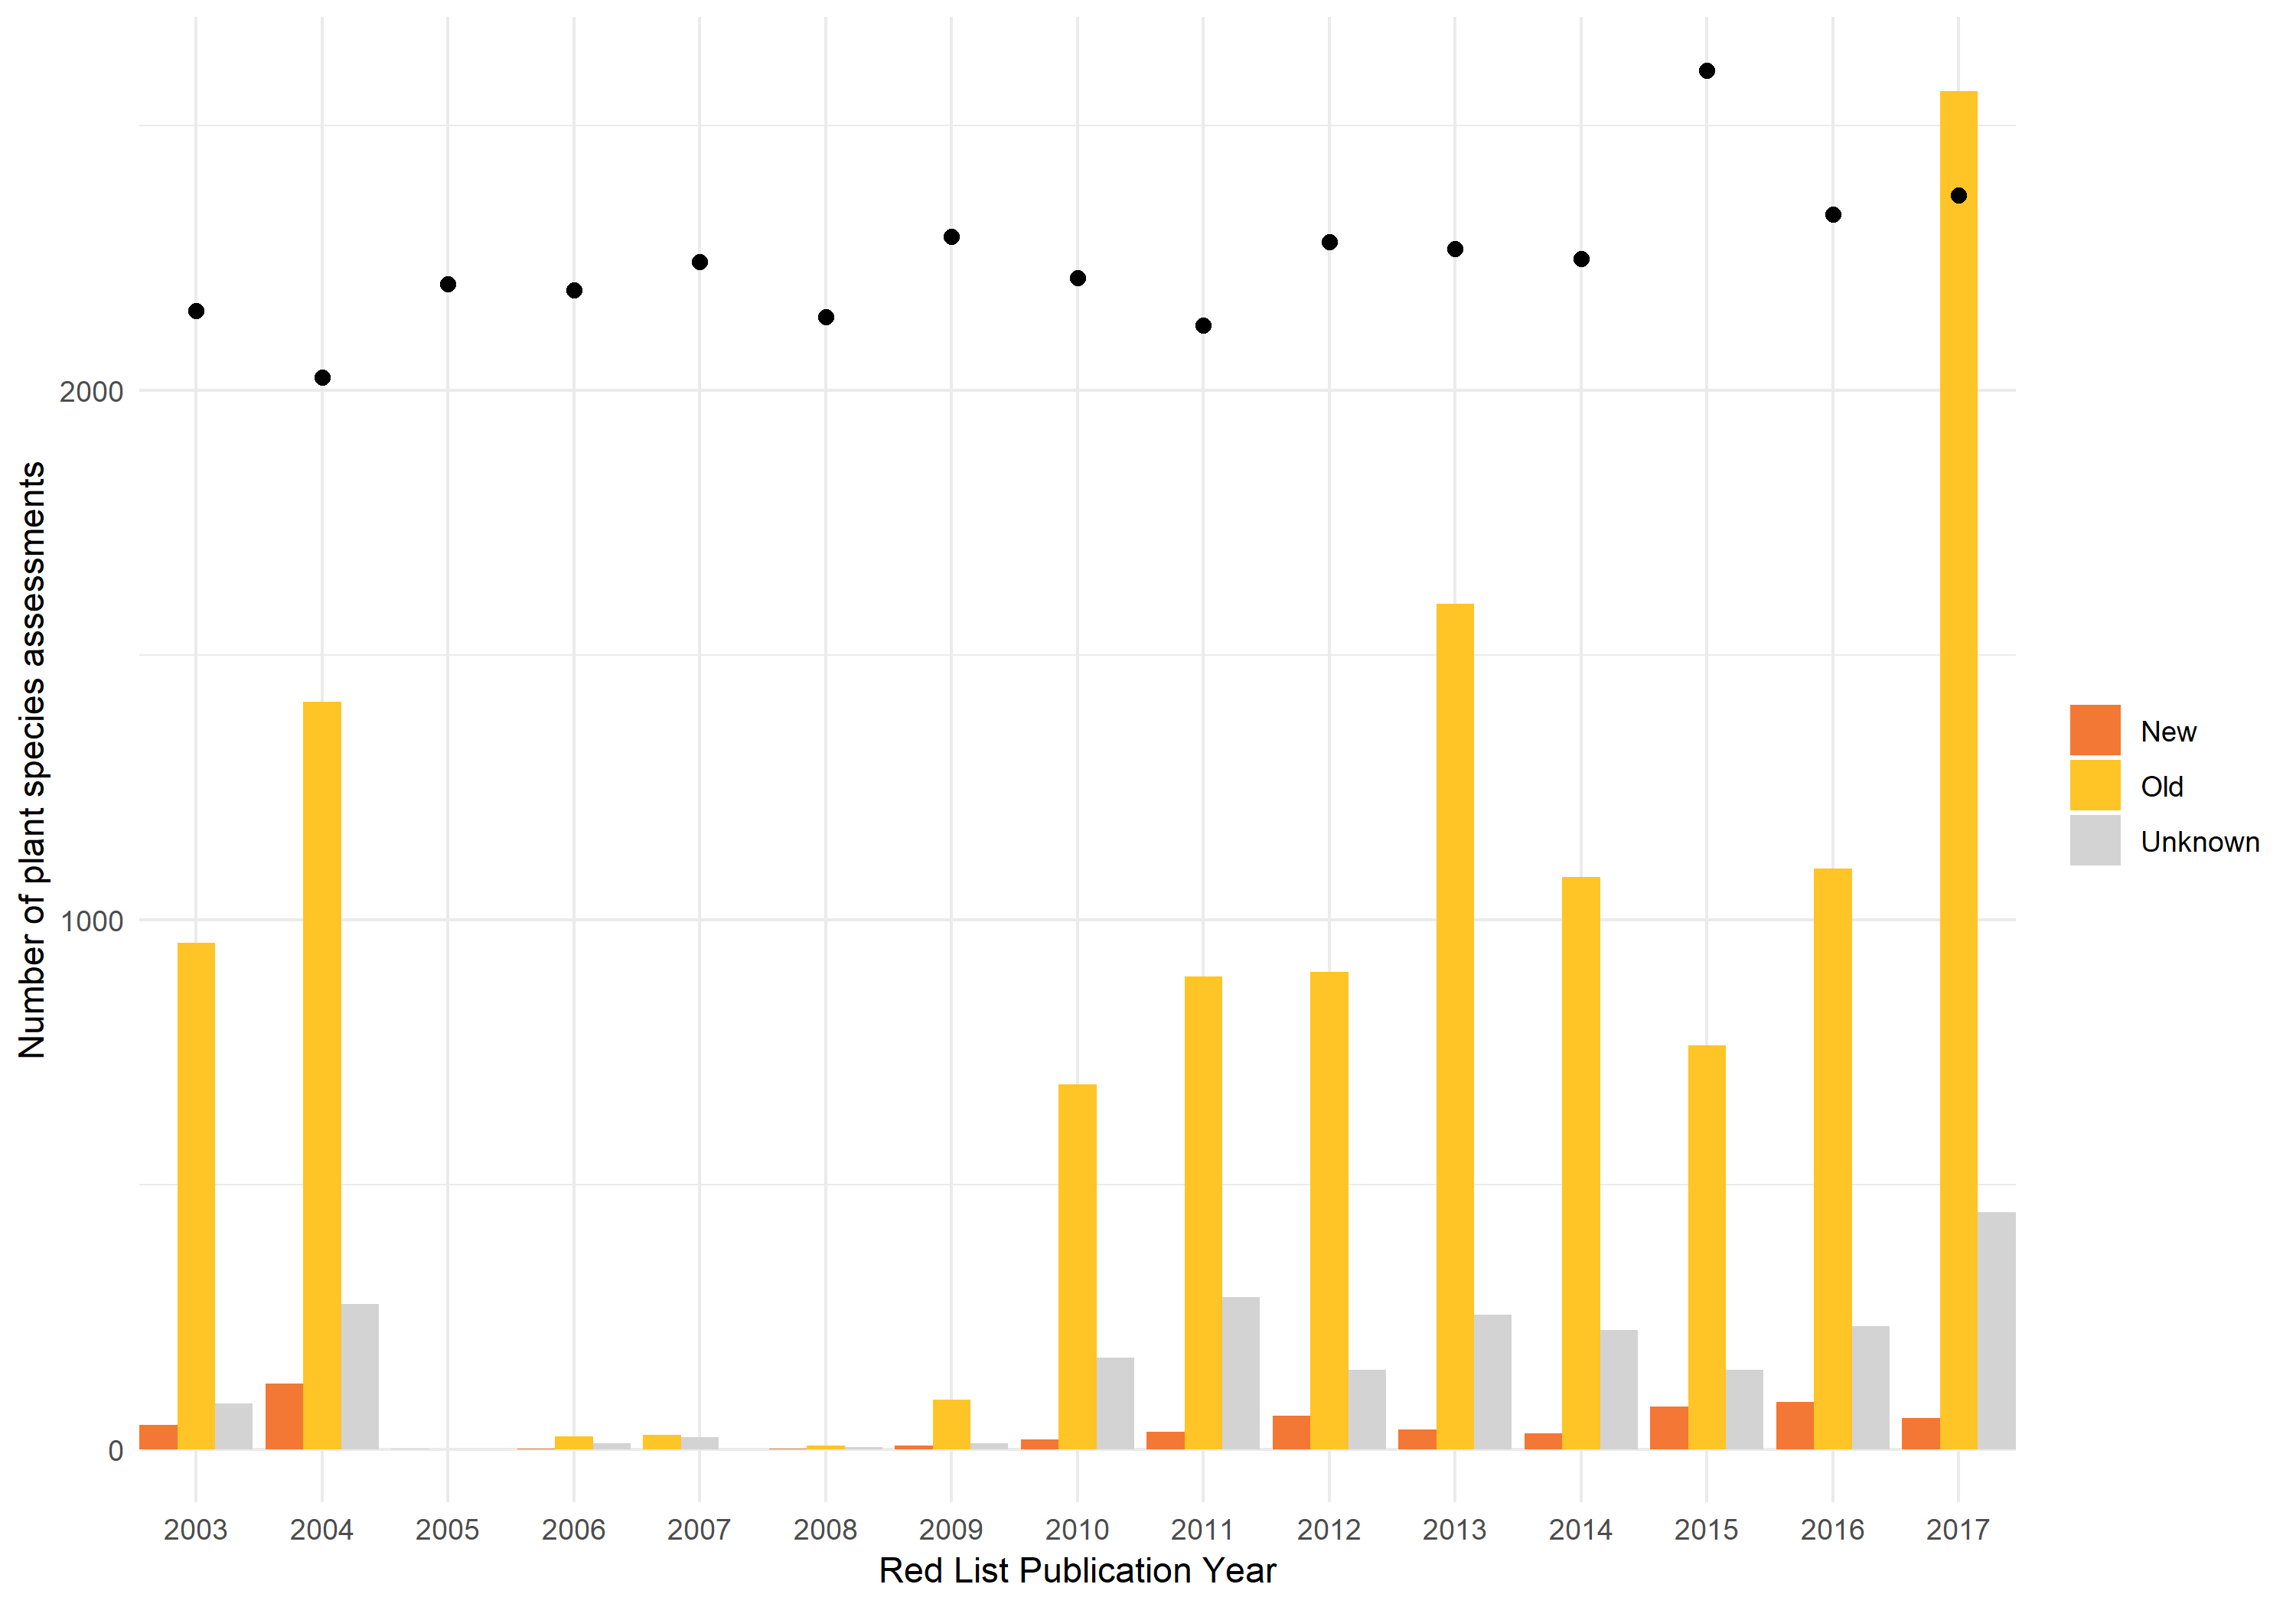 Number of plant species assessments
2000
1000
0
2003 2004 2005 2006 2007 2008 2009 2010 2011 2012 2013 2014 2015 2016 2017
Red List Publication Year
New
Old
Unknown